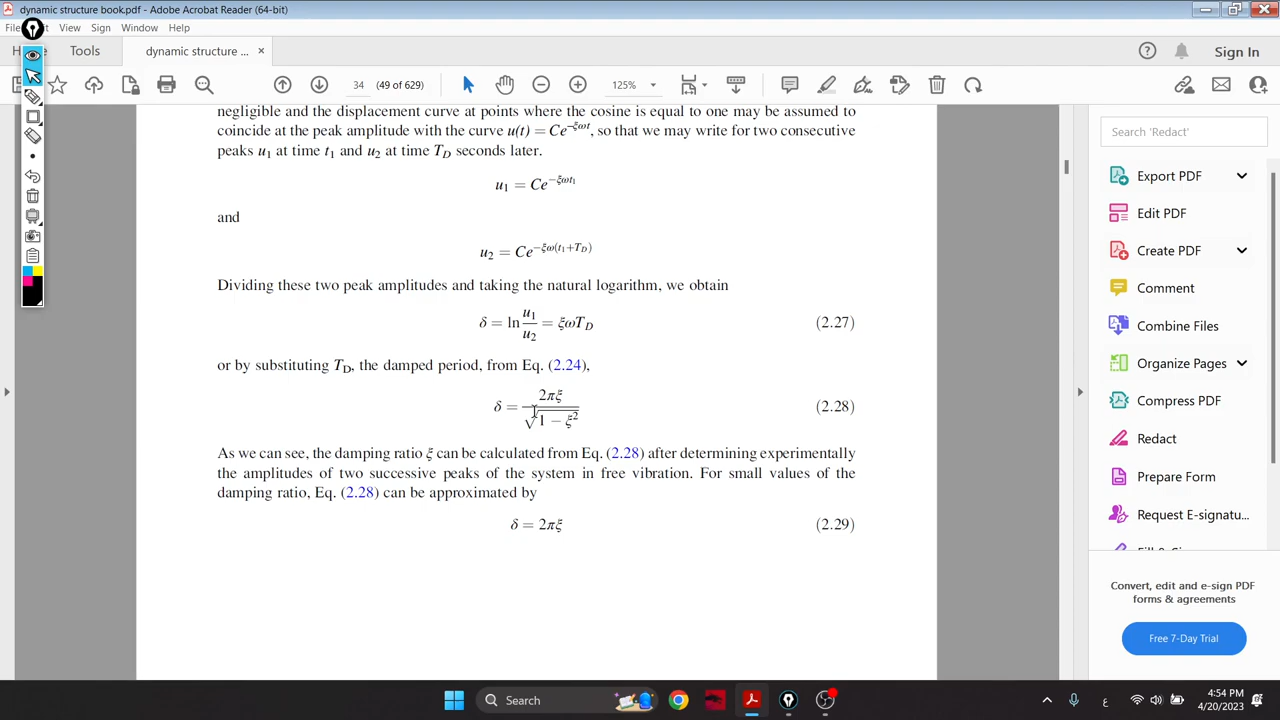 dynamic structure book.pdf - Adobe Acrobat Reader (64-bit)
View Sign Window Help
Tools
dynamic structure ...
×
Sign In
34 (49 of 629)
125%
negligible and the displacement curve at points where the cosine is equal to one may be assumed to
coincide at the peak amplitude with the curve u(t) = Ce^{-ξωt}, so that we may write for two consecutive
peaks u₁ at time t₁ and u₂ at time T_D seconds later.
u₁ = Ce^{-ξωt₁}
and
u₂ = Ce^{-ξω(t₁+T_D)}
Dividing these two peak amplitudes and taking the natural logarithm, we obtain
δ = ln u₁/u₂ = ξωT_D (2.27)
or by substituting T_D, the damped period, from Eq. (2.24),
δ = 2πξ/√(1 − ξ²) (2.28)
As we can see, the damping ratio ξ can be calculated from Eq. (2.28) after determining experimentally
the amplitudes of two successive peaks of the system in free vibration. For small values of the
damping ratio, Eq. (2.28) can be approximated by
δ = 2πξ (2.29)
Search 'Redact'
Export PDF
Edit PDF
Create PDF
Comment
Combine Files
Organize Pages
Compress PDF
Redact
Prepare Form
Request E-signatu...
Convert, edit and e-sign PDF
forms & agreements
Free 7-Day Trial
Search
ع
4:54 PM
4/20/2023